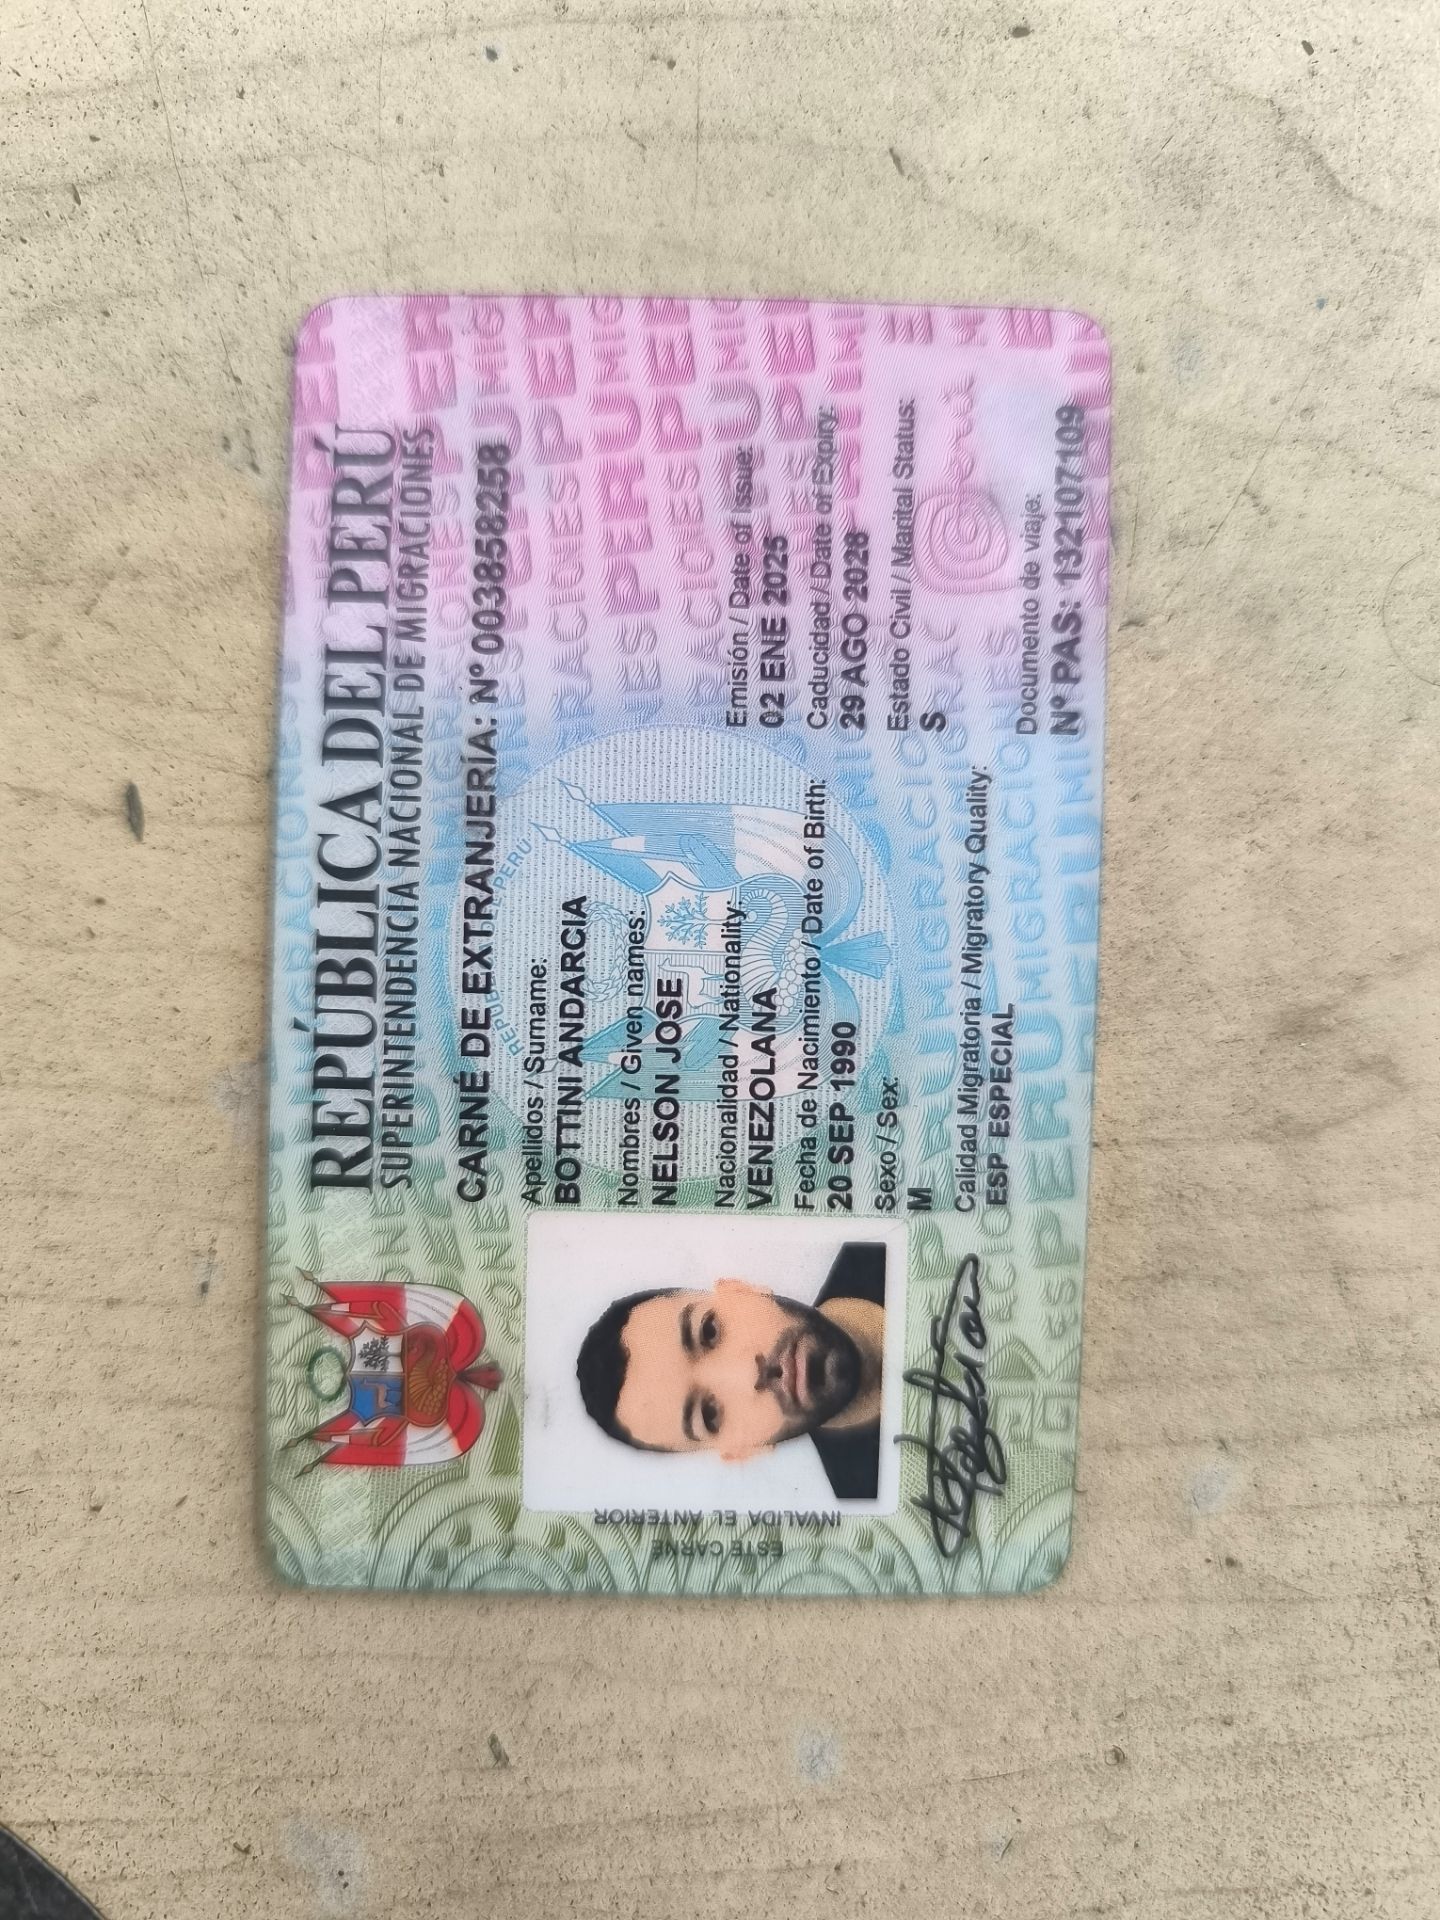 REPÚBLICA DEL PERÚ
SUPERINTENDENCIA NACIONAL DE MIGRACIONES
CARNÉ DE EXTRANJERÍA: N° 003858258
Apellidos / Surname:
BOTTINI ANDARCIA
Nombres / Given names:
NELSON JOSE
Nacionalidad / Nationality:
VENEZOLANA
Fecha de Nacimiento / Date of Birth:
20 SEP 1990
Sexo / Sex:
M
Calidad Migratoria / Migratory Quality:
ESP ESPECIAL
Emisión / Date of Issue:
02 ENE 2025
Caducidad / Date of Expiry:
29 AGO 2028
Estado Civil / Marital Status:
S
Documento de viaje:
N° PAS: 132107109
ESTE CARNÉ
INVALIDA EL ANTERIOR